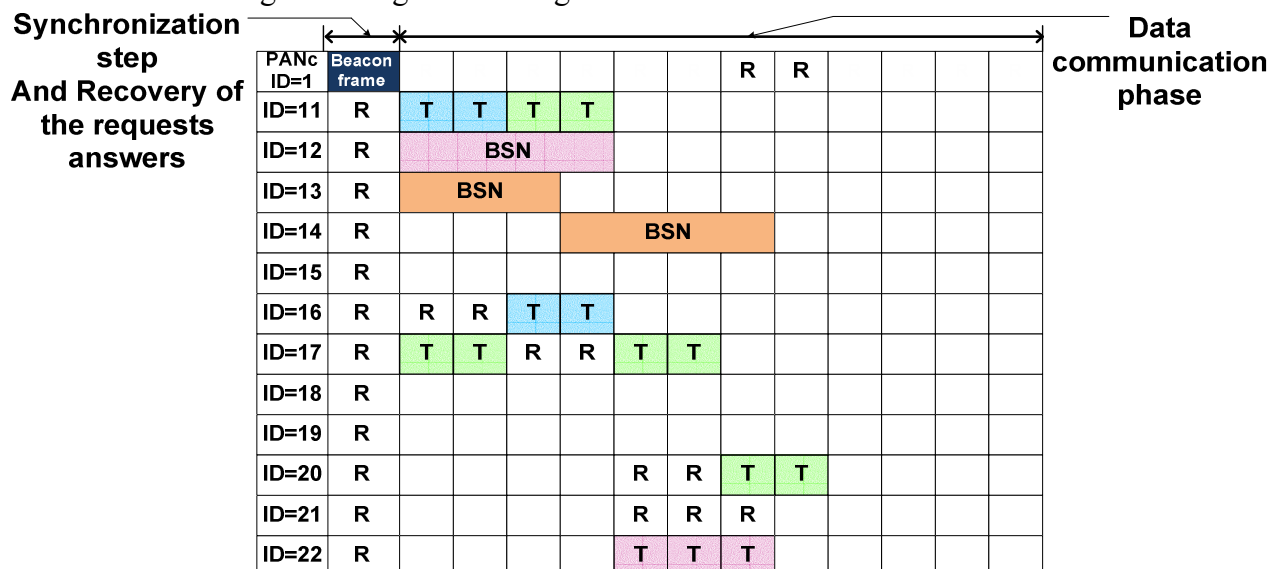 Synchronization
step
And Recovery of
the requests
answers
Data
communication
phase
PANc
ID=1
Beacon
frame
R R
ID=11 R T T T T
ID=12 R BSN
ID=13 R BSN
ID=14 R BSN
ID=15 R
ID=16 R R R T T
ID=17 R T T R R T T
ID=18 R
ID=19 R
ID=20 R R R T T
ID=21 R R R R
ID=22 R T T T